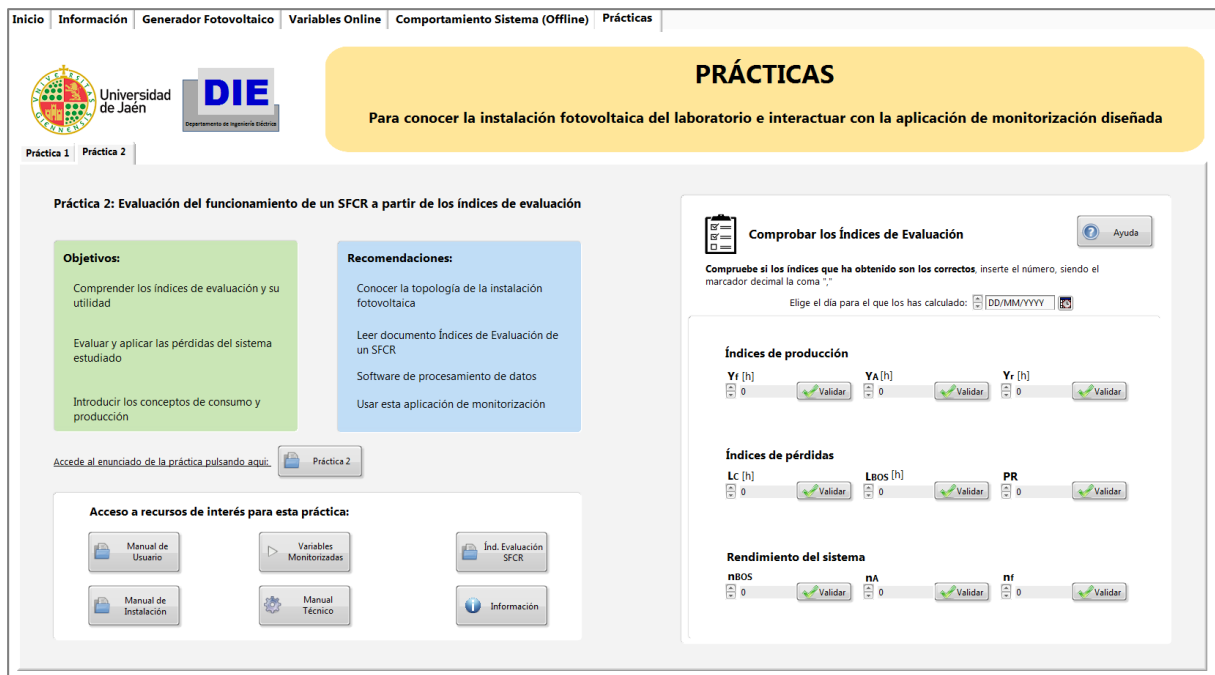 Inicio Información Generador Fotovoltaico Variables Online Comportamiento Sistema (Offline) Prácticas
UNIVERSITAS
GIENNENSIS
Universidad
de Jaén
DIE
Departamento de Ingeniería Eléctrica
PRÁCTICAS
Para conocer la instalación fotovoltaica del laboratorio e interactuar con la aplicación de monitorización diseñada
Práctica 1 Práctica 2
Práctica 2: Evaluación del funcionamiento de un SFCR a partir de los índices de evaluación
Objetivos:
Comprender los índices de evaluación y su
utilidad
Evaluar y aplicar las pérdidas del sistema
estudiado
Introducir los conceptos de consumo y
producción
Recomendaciones:
Conocer la topología de la instalación
fotovoltaica
Leer documento Índices de Evaluación de
un SFCR
Software de procesamiento de datos
Usar esta aplicación de monitorización
Accede al enunciado de la práctica pulsando aquí: Práctica 2
Acceso a recursos de interés para esta práctica:
Manual de
Usuario
Variables
Monitorizadas
Índ. Evaluación
SFCR
Manual de
Instalación
Manual
Técnico
Información
Comprobar los Índices de Evaluación
Ayuda
Compruebe si los índices que ha obtenido son los correctos, inserte el número, siendo el
marcador decimal la coma ","
Elige el día para el que los has calculado: DD/MM/YYYY
Índices de producción
Yf [h] YA [h] Yr [h]
0 Validar 0 Validar 0 Validar
Índices de pérdidas
LC [h] LBOS [h] PR
0 Validar 0 Validar 0 Validar
Rendimiento del sistema
nBOS nA nf
0 Validar 0 Validar 0 Validar